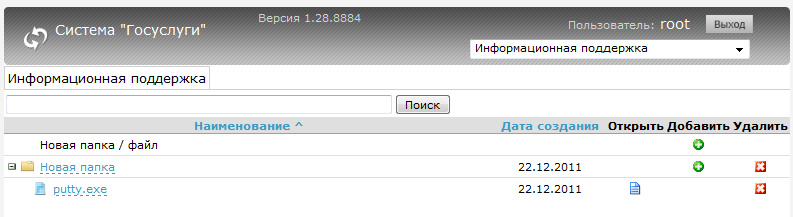 Система "Госуслуги"
Версия 1.28.8884
Пользователь: root
Выход
Информационная поддержка
Информационная поддержка
Поиск
Наименование ^ Дата создания Открыть Добавить Удалить
Новая папка / файл
Новая папка 22.12.2011
putty.exe 22.12.2011